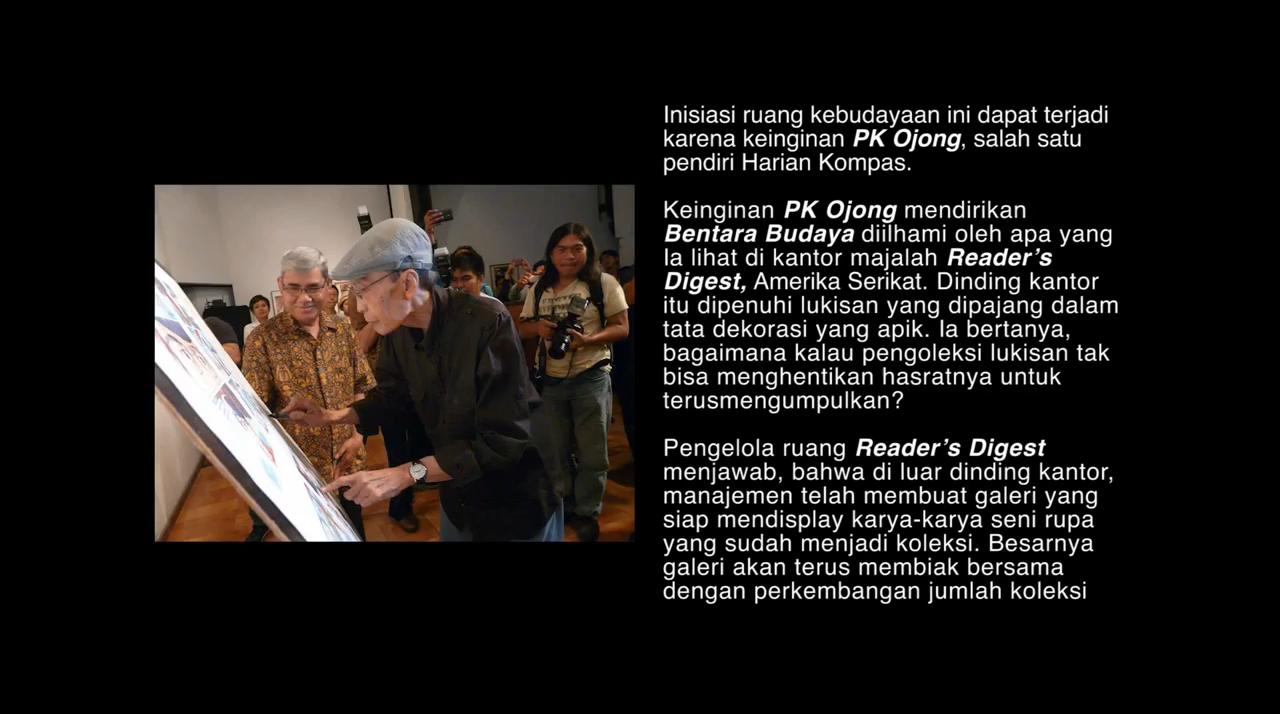 Inisiasi ruang kebudayaan ini dapat terjadi
karena keinginan PK Ojong, salah satu
pendiri Harian Kompas.
Keinginan PK Ojong mendirikan
Bentara Budaya diilhami oleh apa yang
Ia lihat di kantor majalah Reader's
Digest, Amerika Serikat. Dinding kantor
itu dipenuhi lukisan yang dipajang dalam
tata dekorasi yang apik. Ia bertanya,
bagaimana kalau pengoleksi lukisan tak
bisa menghentikan hasratnya untuk
terusmengumpulkan?
Pengelola ruang Reader's Digest
menjawab, bahwa di luar dinding kantor,
manajemen telah membuat galeri yang
siap mendisplay karya-karya seni rupa
yang sudah menjadi koleksi. Besarnya
galeri akan terus membiak bersama
dengan perkembangan jumlah koleksi